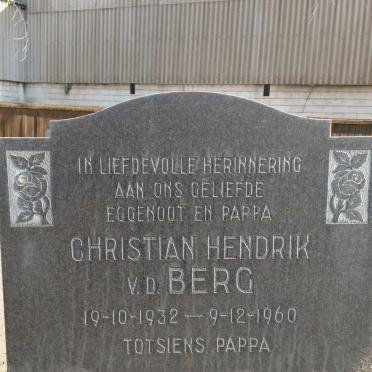 IN LIEFDEVOLLE HERINNERING
AAN ONS GELIEFDE
EGGENOOT EN PAPPA
CHRISTIAN HENDRIK
V.D. BERG
19-10-1932 — 9-12-1960
TOTSIENS PAPPA